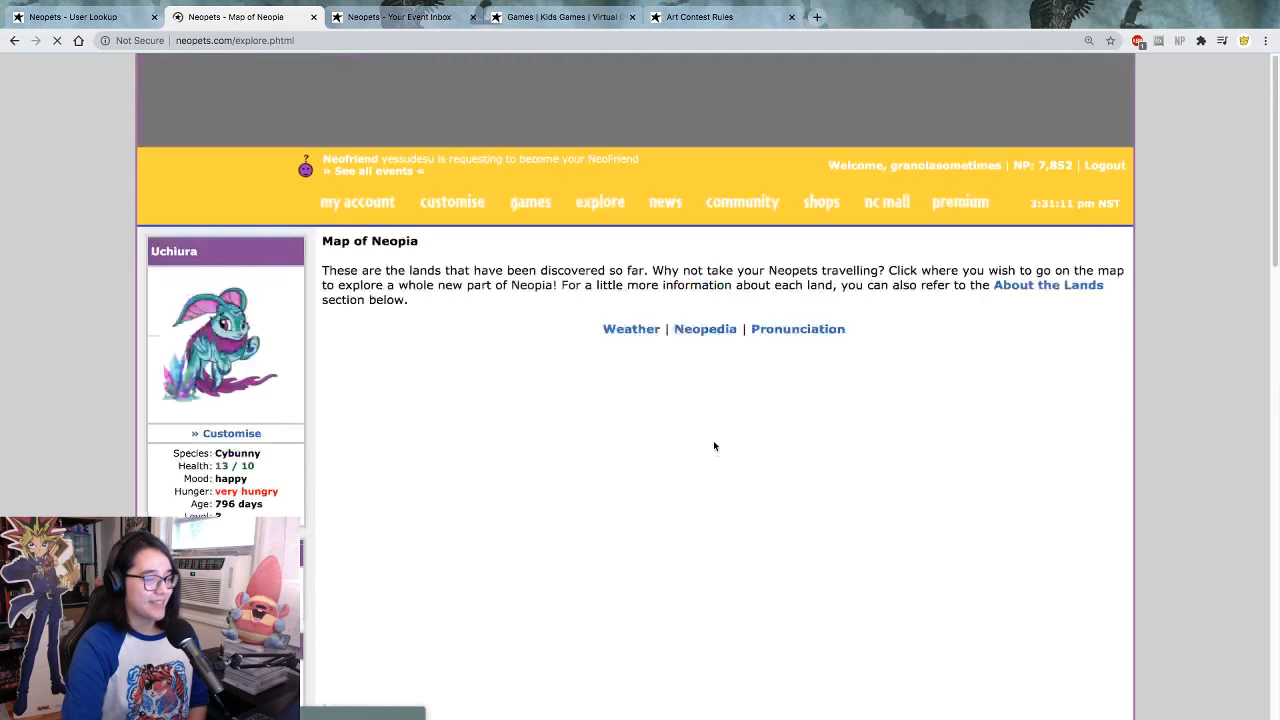 Neopets - User Lookup
Neopets - Map of Neopia
Neopets - Your Event Inbox
Games | Kids Games | Virtual
Art Contest Rules
Not Secure | neopets.com/explore.phtml
Neofriend yessudesu is requesting to become your NeoFriend
» See all events «
Welcome, granolasometimes | NP: 7,852 | Logout
my account customise games explore news community shops nc mall premium 3:31:11 pm NST
Uchiura
Map of Neopia
These are the lands that have been discovered so far. Why not take your Neopets travelling? Click where you wish to go on the map
to explore a whole new part of Neopia! For a little more information about each land, you can also refer to the About the Lands
section below.
Weather | Neopedia | Pronunciation
» Customise
Species: Cybunny
Health: 13 / 10
Mood: happy
Hunger: very hungry
Age: 796 days